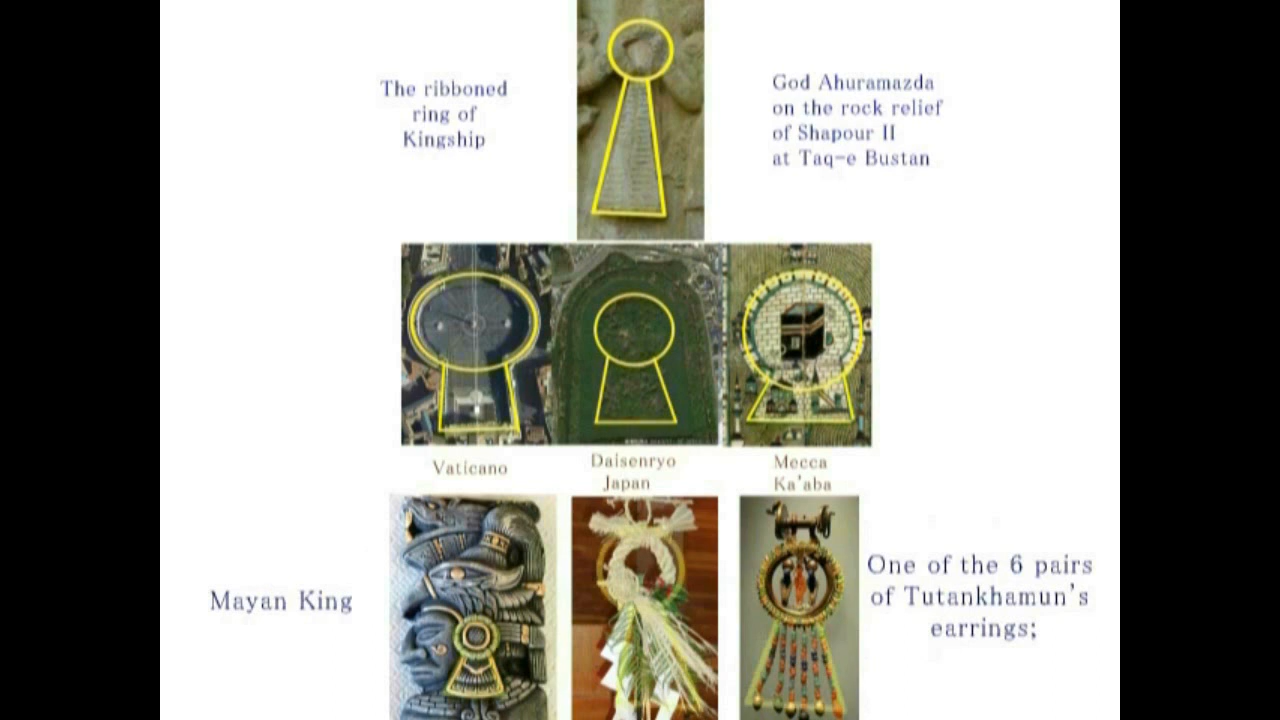 The ribboned
ring of
Kingship
God Ahuramazda
on the rock relief
of Shapour II
at Taq-e Bustan
Vaticano
Daisenryo
Japan
Mecca
Ka'aba
Mayan King
One of the 6 pairs
of Tutankhamun's
earrings;